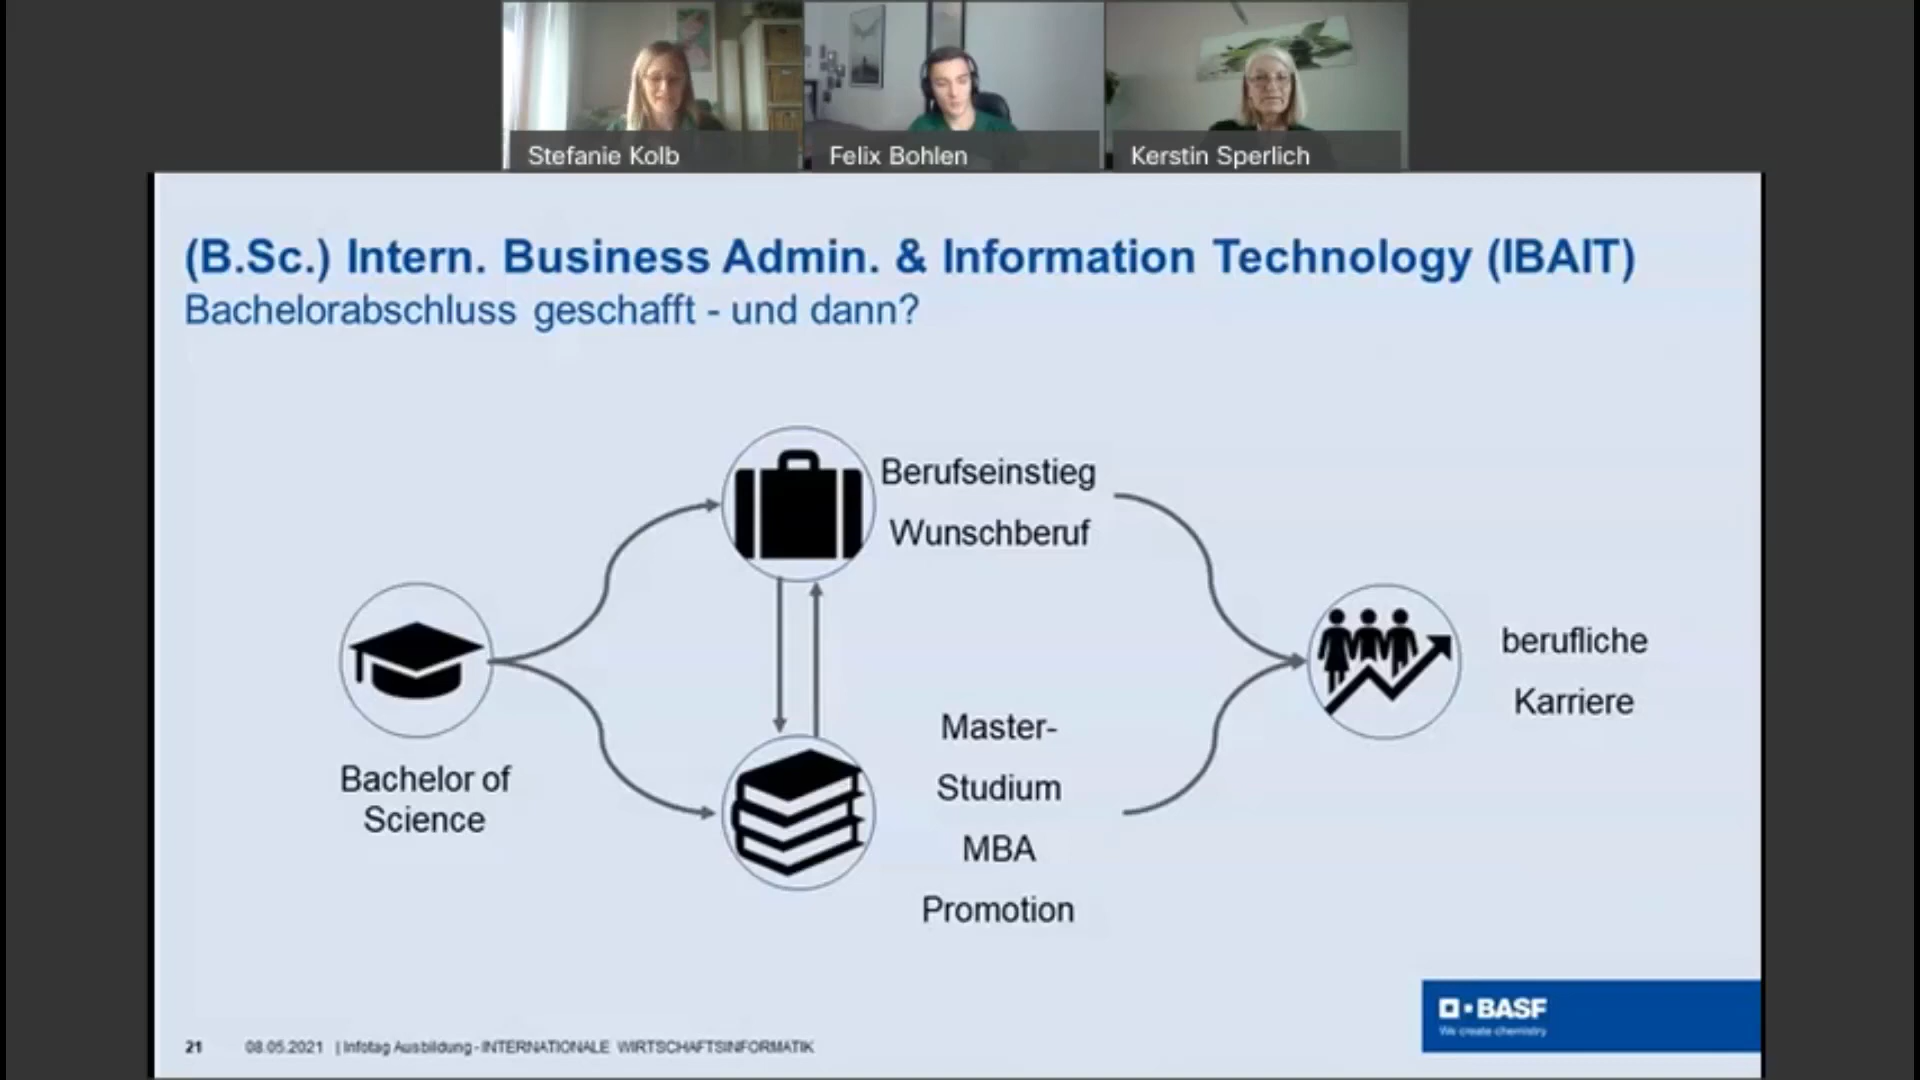 Stefanie Kolb
Felix Bohlen
Kerstin Sperlich
(B.Sc.) Intern. Business Admin. & Information Technology (IBAIT)
Bachelorabschluss geschafft - und dann?
Berufseinstieg
Wunschberuf
Bachelor of
Science
Master-
Studium
MBA
Promotion
berufliche
Karriere
BASF
We create chemistry
21 08.05.2021 | Infotag Ausbildung - INTERNATIONALE WIRTSCHAFTSINFORMATIK